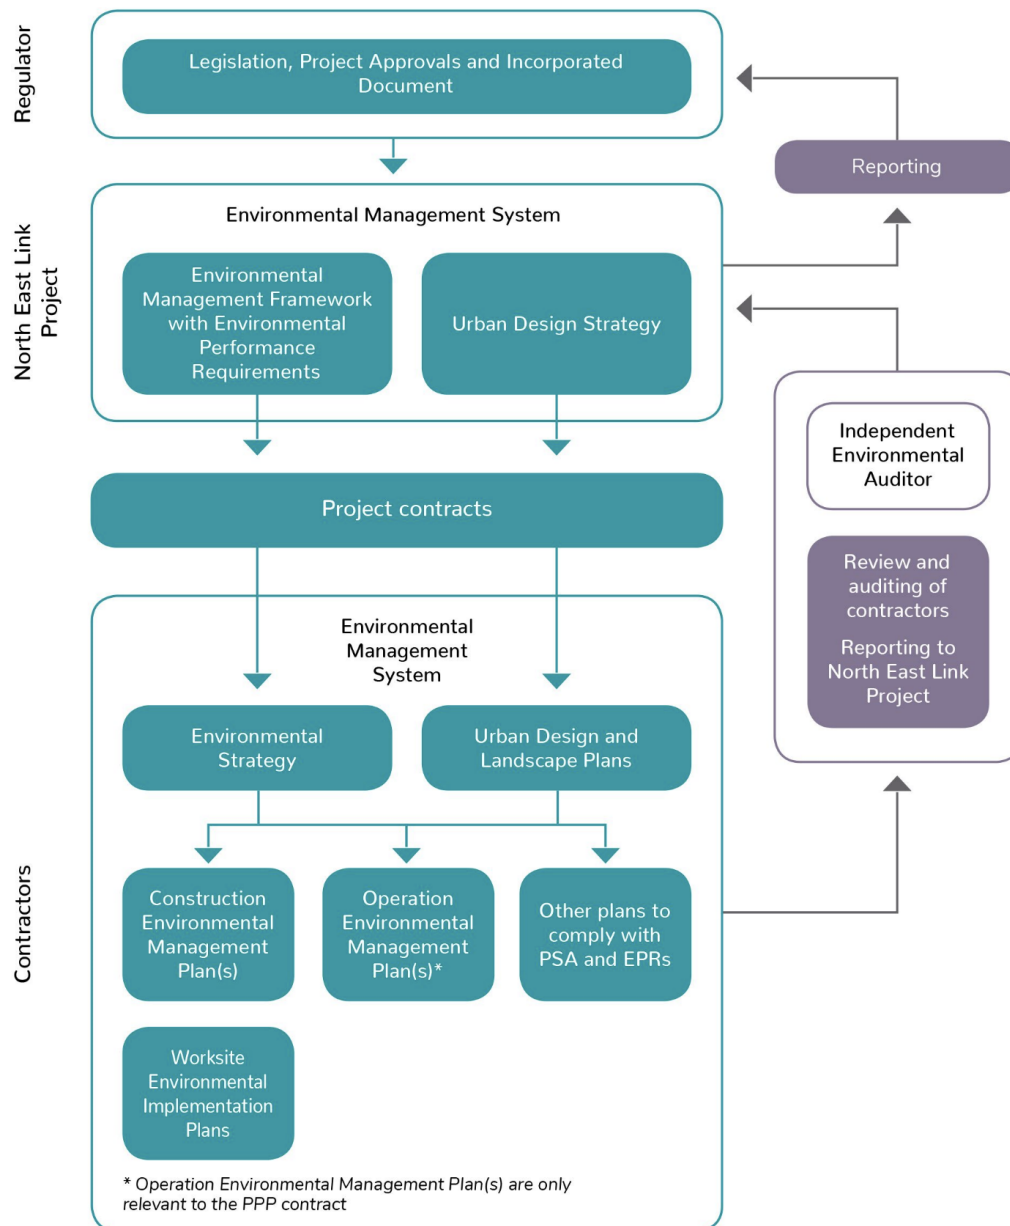 Regulator
Legislation, Project Approvals and Incorporated
Document
Reporting
North East Link
Project
Environmental Management System
Environmental
Management Framework
with Environmental
Performance
Requirements
Urban Design Strategy
Independent
Environmental
Auditor
Project contracts
Review and
auditing of
contractors
Reporting to
North East Link
Project
Contractors
Environmental
Management
System
Environmental
Strategy
Urban Design and
Landscape Plans
Construction
Environmental
Management
Plan(s)
Operation
Environmental
Management
Plan(s)*
Other plans to
comply with
PSA and EPRs
Worksite
Environmental
Implementation
Plans
* Operation Environmental Management Plan(s) are only
relevant to the PPP contract